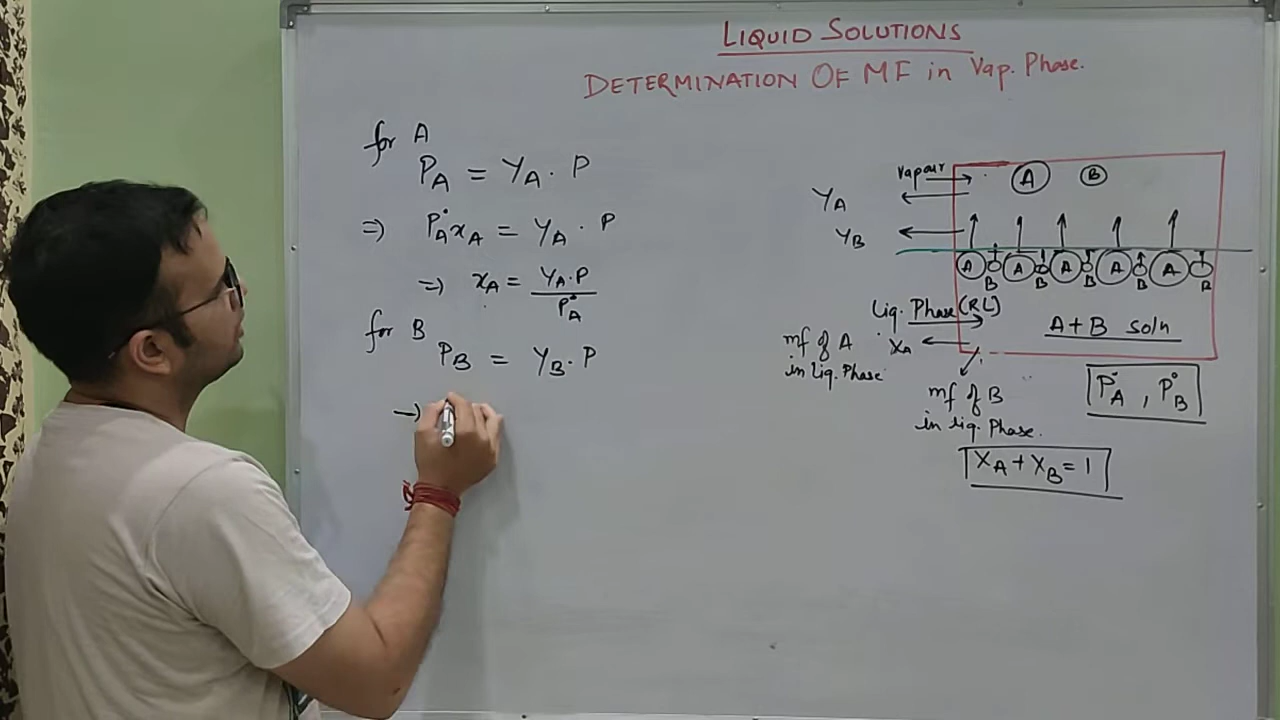 LIQUID SOLUTIONS
DETERMINATION OF MF in Vap. Phase.
for A
P_A = Y_A . P
⇒ P°_A x_A = Y_A . P
⇒ x_A = Y_A . P / P°_A
for B
P_B = Y_B . P
→
Vapour → A B
Y_A ←
Y_B ←
A B A B A B A B A B
Liq. Phase (RL)
A + B soln
mf of A X_A ←
in Liq. Phase
mf of B
in liq. Phase.
P°_A , P°_B
X_A + X_B = 1